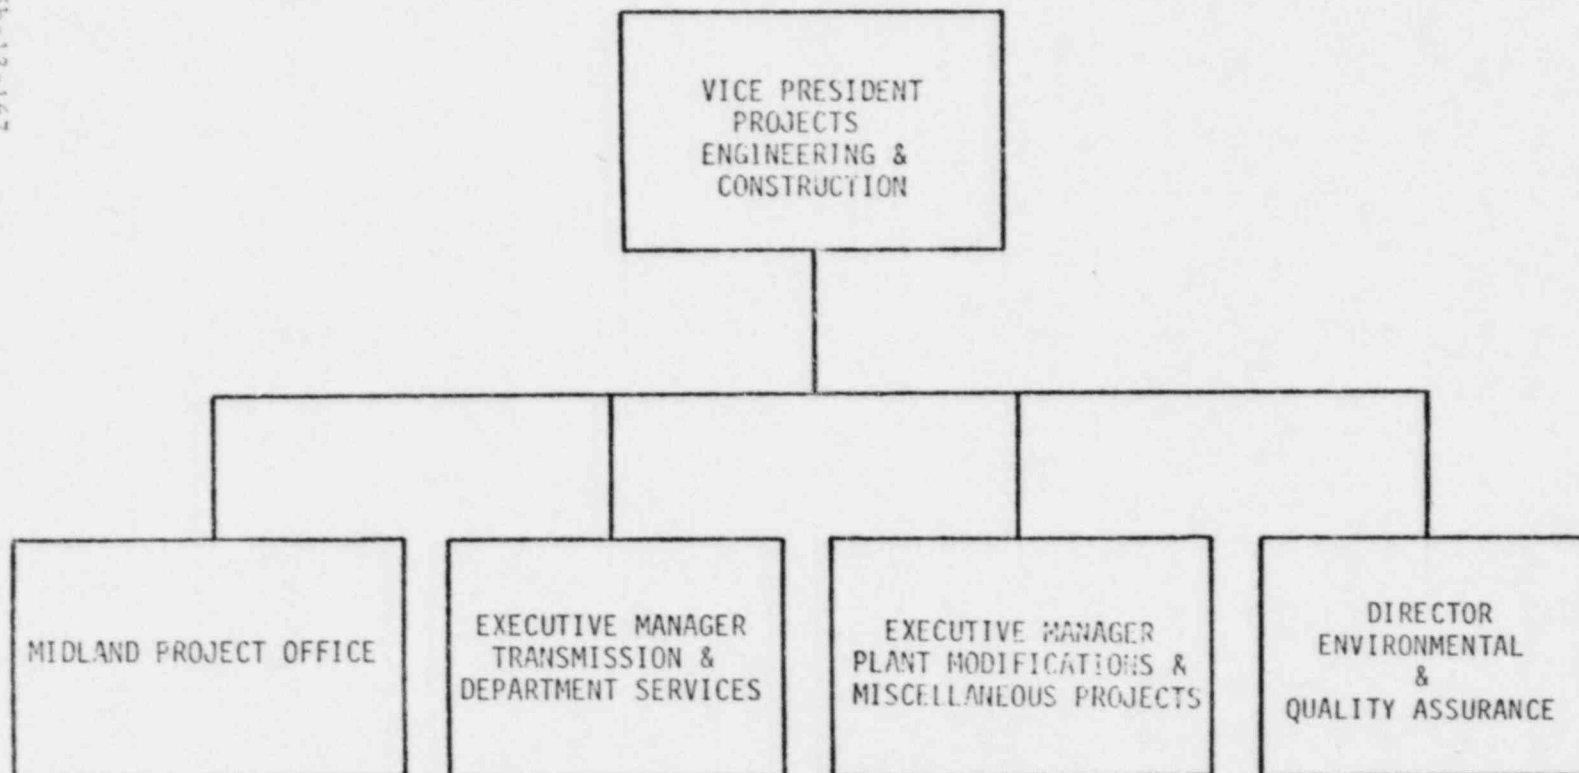 VICE PRESIDENT
PROJECTS
ENGINEERING &
CONSTRUCTION
MIDLAND PROJECT OFFICE
EXECUTIVE MANAGER
TRANSMISSION &
DEPARTMENT SERVICES
EXECUTIVE MANAGER
PLANT MODIFICATIONS &
MISCELLANEOUS PROJECTS
DIRECTOR
ENVIRONMENTAL
&
QUALITY ASSURANCE